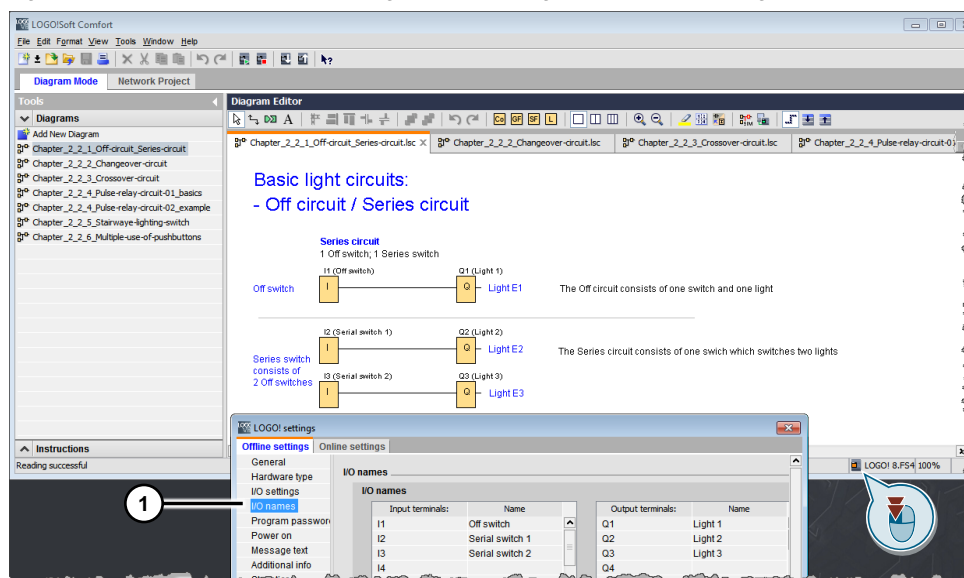 LOGO!Soft Comfort
File Edit Format View Tools Window Help
Diagram Mode Network Project
Tools
Diagrams
Add New Diagram
Chapter_2_2_1_Off-circuit_Series-circuit
Chapter_2_2_2_Changeover-circuit
Chapter_2_2_3_Crossover-circuit
Chapter_2_2_4_Pulse-relay-circuit-01_basics
Chapter_2_2_4_Pulse-relay-circuit-02_example
Chapter_2_2_5_Stairwaye-lighting-switch
Chapter_2_2_6_Multiple-use-of-pushbuttons
Instructions
Reading successful
Diagram Editor
A Co GF SF L
Chapter_2_2_1_Off-circuit_Series-circuit.lsc Chapter_2_2_2_Changeover-circuit.lsc Chapter_2_2_3_Crossover-circuit.lsc Chapter_2_2_4_Pulse-relay-circuit-0
Basic light circuits:
- Off circuit / Series circuit
Series circuit
1 Off switch; 1 Series switch
I1 (Off switch) Q1 (Light 1)
Off switch I Q Light E1 The Off circuit consists of one switch and one light
I2 (Serial switch 1) Q2 (Light 2)
I Q Light E2 The Series circuit consists of one swich which switches two lights
Series switch
consists of
2 Off switches
I3 (Serial switch 2) Q3 (Light 3)
I Q Light E3
LOGO! 8.FS4 100%
LOGO! settings
Offline settings Online settings
General
Hardware type
I/O settings
I/O names
Program passwor
Power on
Message text
Additional info
I/O names
I/O names
Input terminals: Name Output terminals: Name
I1 Off switch Q1 Light 1
I2 Serial switch 1 Q2 Light 2
I3 Serial switch 2 Q3 Light 3
I4 Q4
1